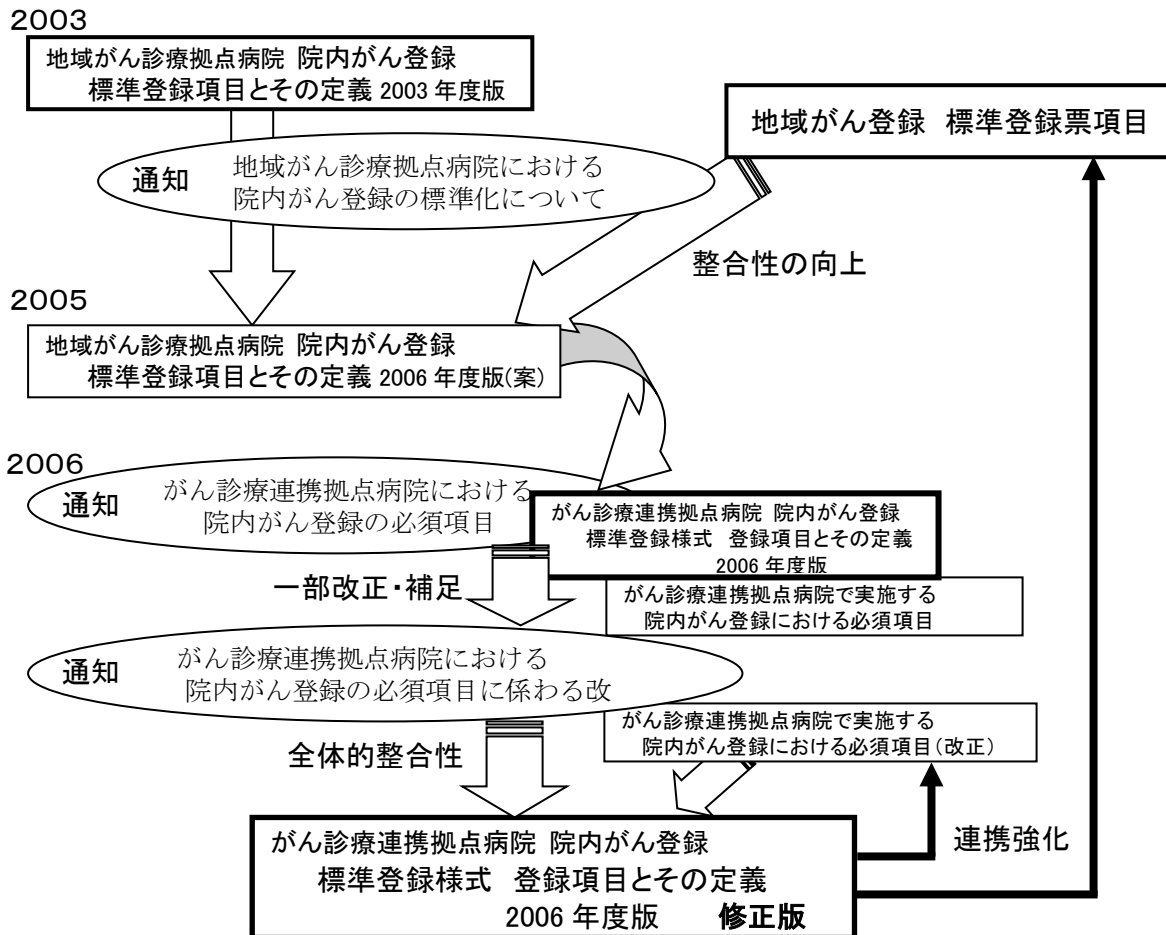 2003
地域がん診療拠点病院 院内がん登録
標準登録項目とその定義 2003 年度版
地域がん登録 標準登録票項目
通知 地域がん診療拠点病院における
院内がん登録の標準化について
整合性の向上
2005
地域がん診療拠点病院 院内がん登録
標準登録項目とその定義 2006 年度版(案)
2006
通知 がん診療連携拠点病院における
院内がん登録の必須項目
がん診療連携拠点病院 院内がん登録
標準登録様式 登録項目とその定義
2006 年度版
一部改正・補足
がん診療連携拠点病院で実施する
院内がん登録における必須項目
通知 がん診療連携拠点病院における
院内がん登録の必須項目に係わる改
がん診療連携拠点病院で実施する
院内がん登録における必須項目(改正)
全体的整合性
連携強化
がん診療連携拠点病院 院内がん登録
標準登録様式 登録項目とその定義
2006 年度版 修正版